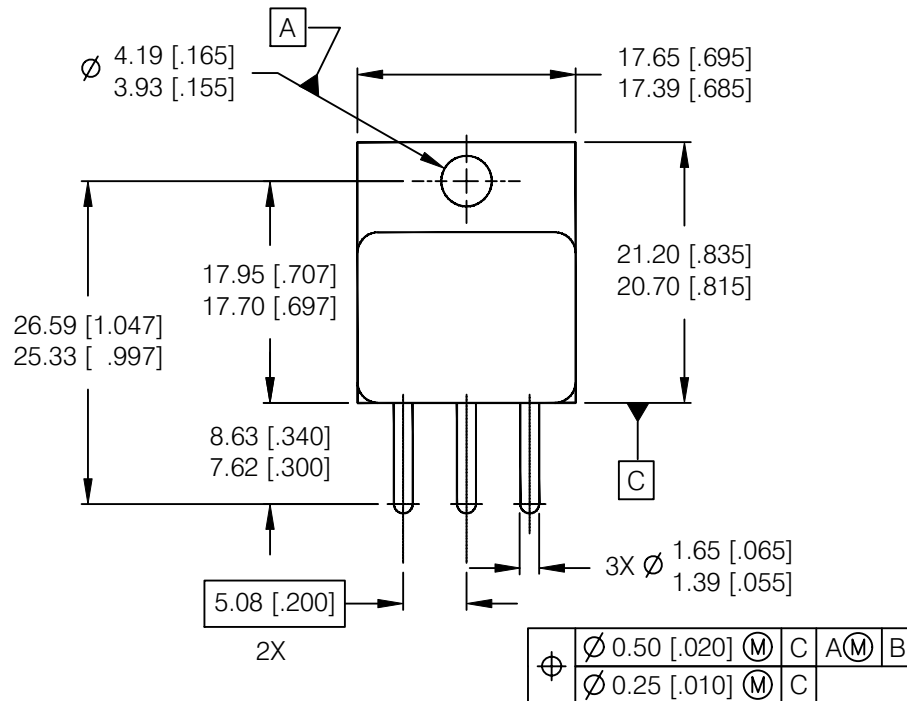 A
Ø 4.19 [.165]
3.93 [.155]
17.65 [.695]
17.39 [.685]
17.95 [.707]
17.70 [.697]
21.20 [.835]
20.70 [.815]
26.59 [1.047]
25.33 [ .997]
8.63 [.340]
7.62 [.300]
C
3X Ø 1.65 [.065]
1.39 [.055]
5.08 [.200]
2X
⌖ Ø 0.50 [.020] Ⓜ C AⓂ B
Ø 0.25 [.010] Ⓜ C